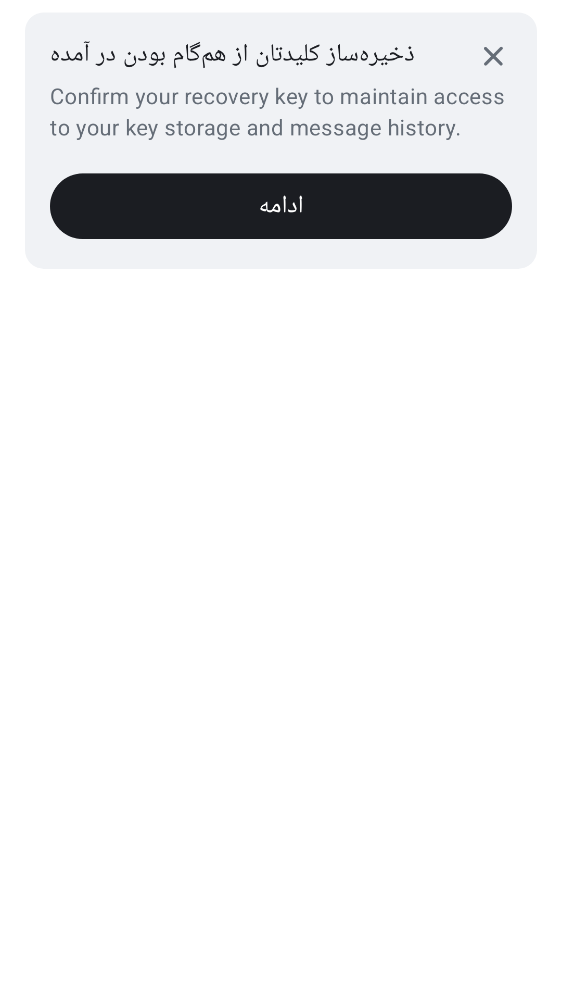 ذخیره‌ساز کلیدتان از هم‌گام بودن در آمده
Confirm your recovery key to maintain access
to your key storage and message history.
ادامه